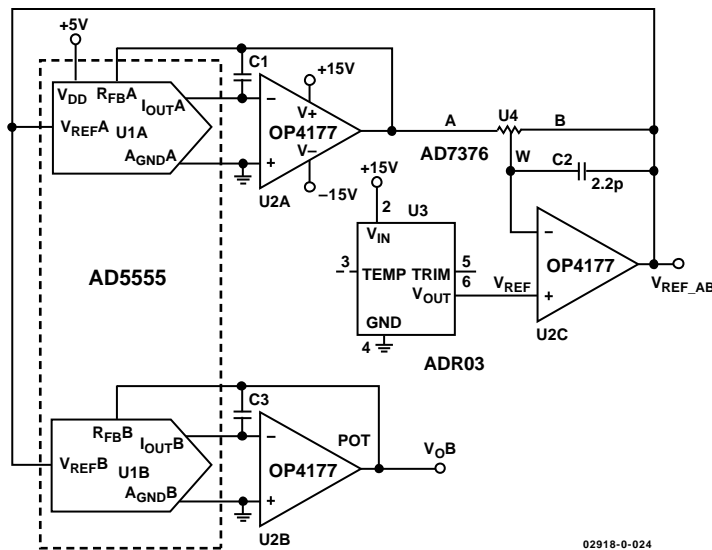 +5V
VDD RFBA
IOUTA
VREFA U1A
AGNDA
C1
+15V
−
V+
OP4177
V−
+
−15V
U2A
A U4 B
AD7376
W C2
2.2p
+15V
2 U3
VIN
3 TEMP TRIM 5
6
VOUT
VREF
GND
4
ADR03
−
OP4177
+
U2C
VREF_AB
AD5555
RFBB
IOUTB
VREFB U1B
AGNDB
C3
−
OP4177
+
U2B
POT
VOB
02918-0-024